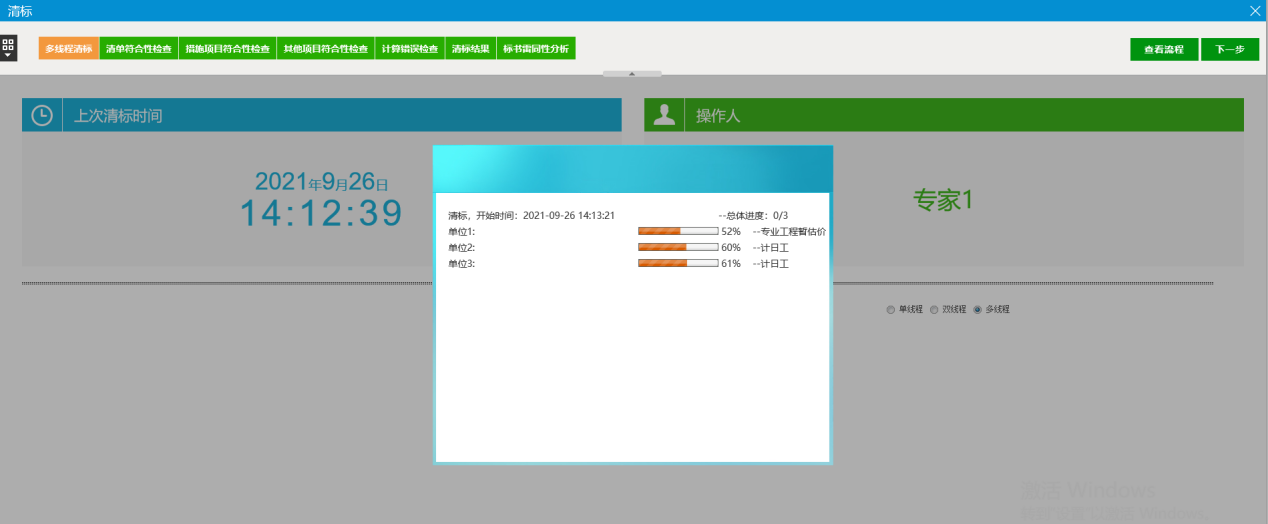 清标
多线程清标 清单符合性检查 措施项目符合性检查 其他项目符合性检查 计算错误检查 清标结果 标书雷同性分析 查看流程 下一步
上次清标时间 操作人
2021年9月26日
14:12:39
专家1
清标，开始时间：2021-09-26 14:13:21 --总体进度：0/3
单位1: 52% --专业工程暂估价
单位2: 60% --计日工
单位3: 61% --计日工
单线程 双线程 多线程
激活 Windows